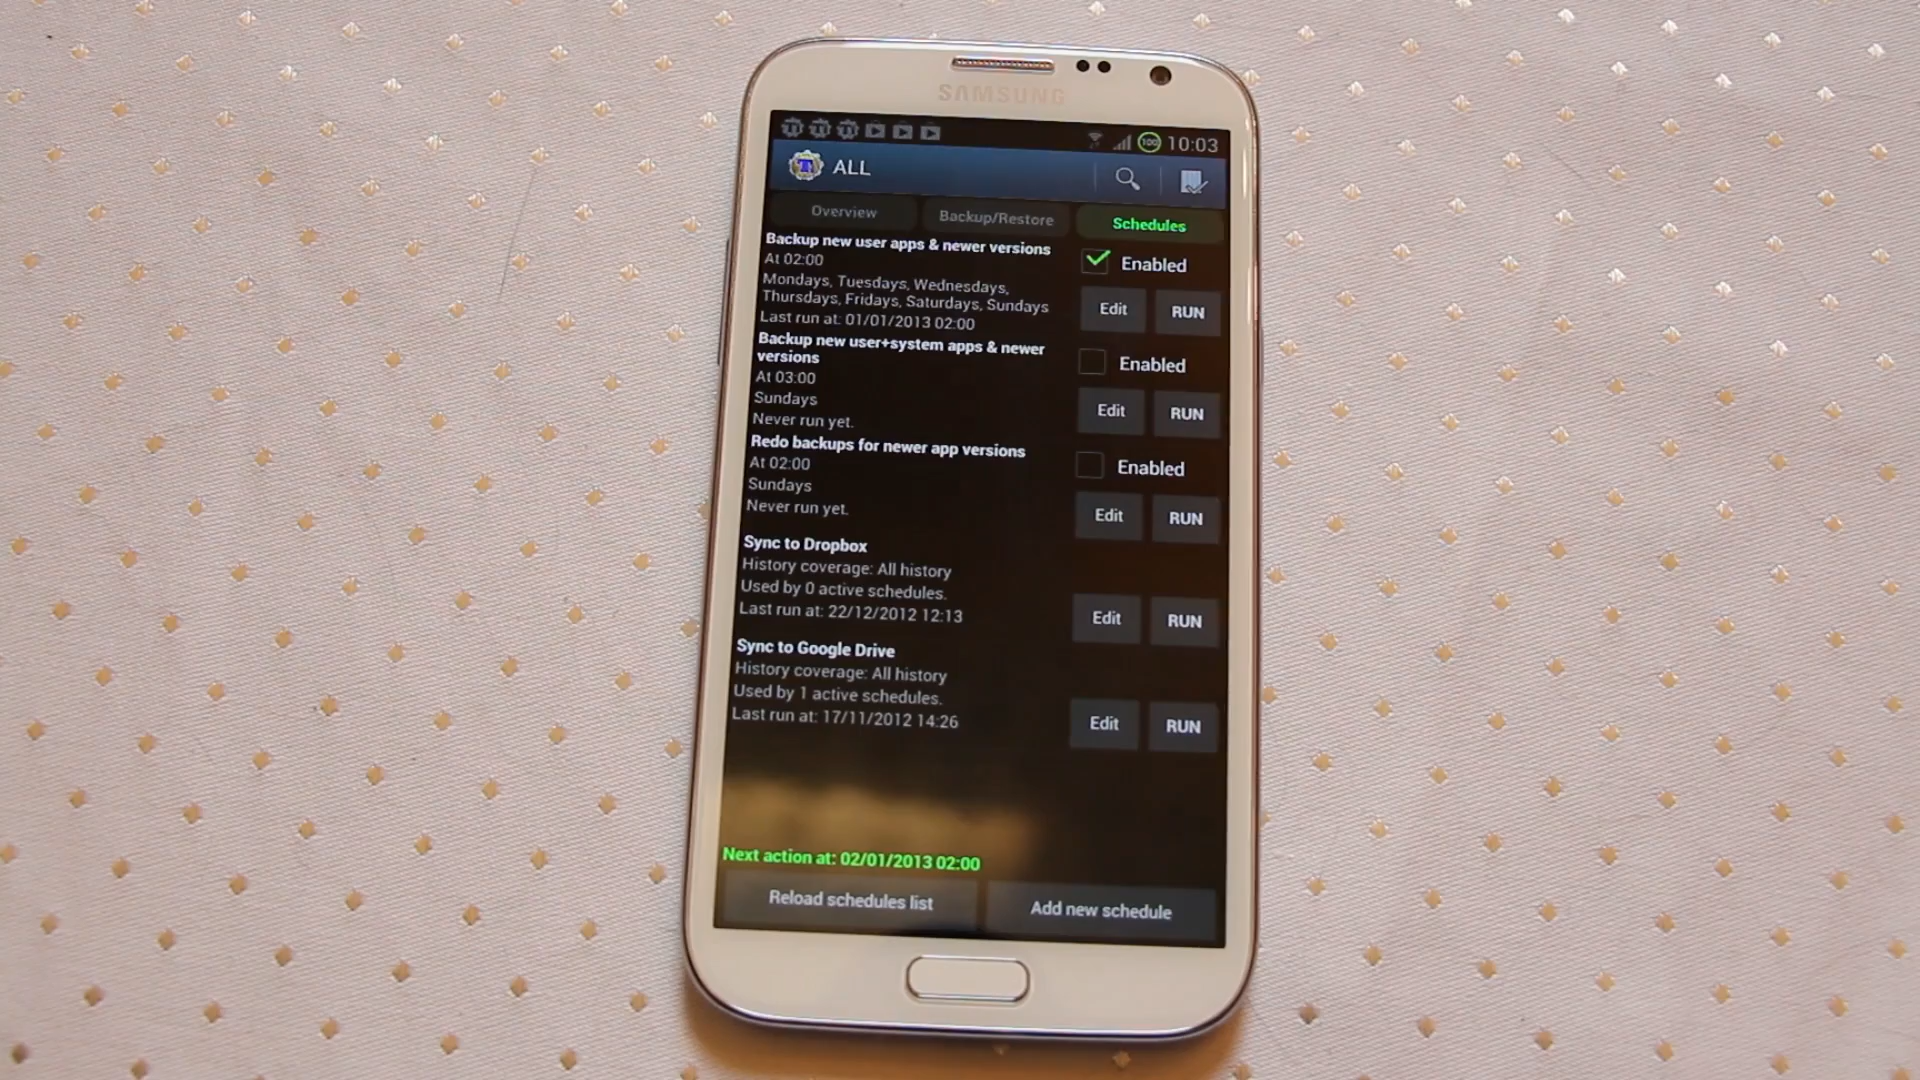 SAMSUNG
100 10:03
ALL
Overview Backup/Restore Schedules
Backup new user apps & newer versions
At 02:00
Mondays, Tuesdays, Wednesdays,
Thursdays, Fridays, Saturdays, Sundays
Last run at: 01/01/2013 02:00
Enabled
Edit RUN
Backup new user+system apps & newer
versions
At 03:00
Sundays
Never run yet.
Enabled
Edit RUN
Redo backups for newer app versions
At 02:00
Sundays
Never run yet.
Enabled
Edit RUN
Sync to Dropbox
History coverage: All history
Used by 0 active schedules.
Last run at: 22/12/2012 12:13
Edit RUN
Sync to Google Drive
History coverage: All history
Used by 1 active schedules.
Last run at: 17/11/2012 14:26
Edit RUN
Next action at: 02/01/2013 02:00
Reload schedules list Add new schedule